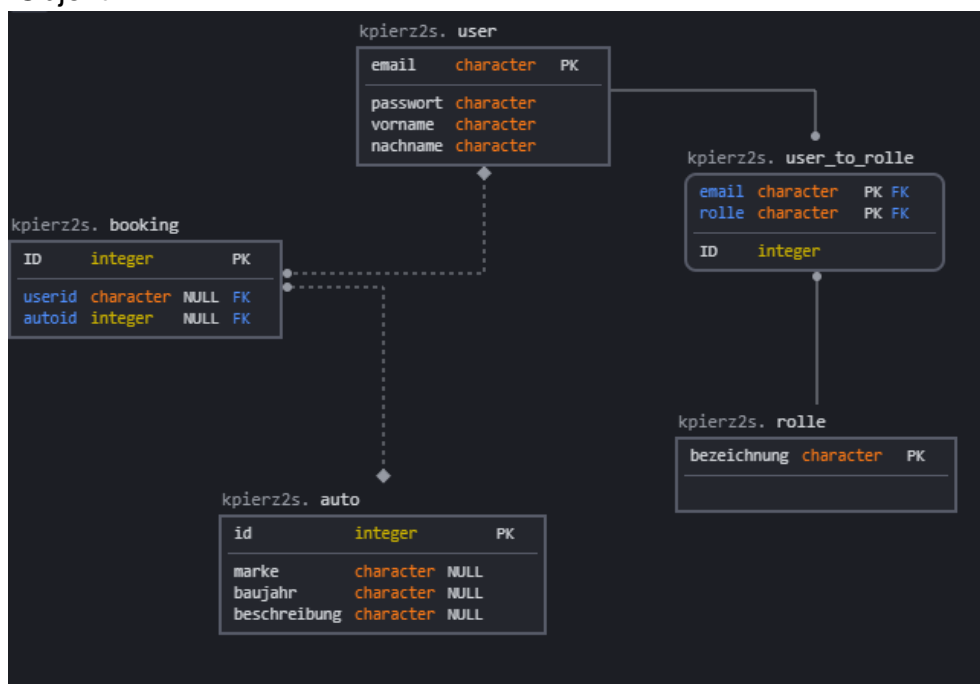 kpierz2s. user
email character PK
passwort character
vorname character
nachname character
kpierz2s. user_to_rolle
email character PK FK
rolle character PK FK
ID integer
kpierz2s. booking
ID integer PK
userid character NULL FK
autoid integer NULL FK
kpierz2s. rolle
bezeichnung character PK
kpierz2s. auto
id integer PK
marke character NULL
baujahr character NULL
beschreibung character NULL